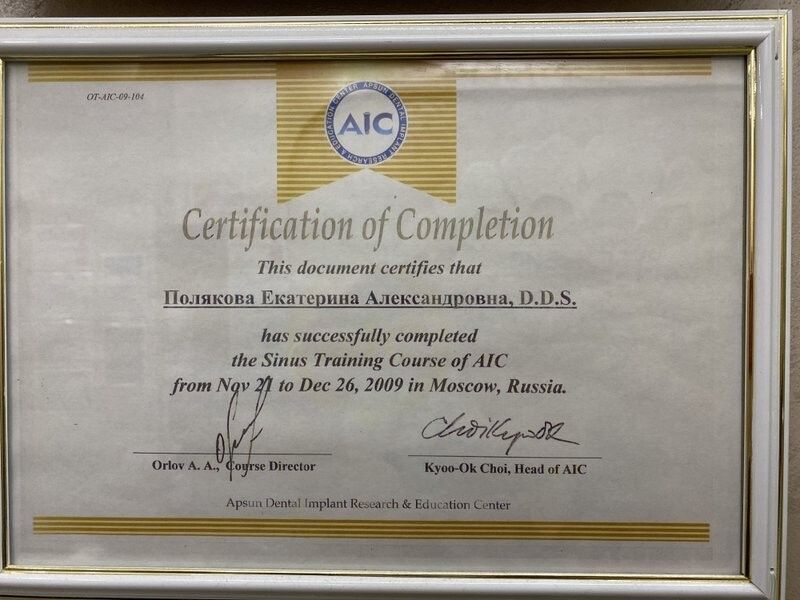 OT-AIC-09-104
APSUN DENTAL IMPLANT RESEARCH & EDUCATION CENTER
AIC
Certification of Completion
This document certifies that
Полякова Екатерина Александровна, D.D.S.
has successfully completed
the Sinus Training Course of AIC
from Nov 21 to Dec 26, 2009 in Moscow, Russia.
Orlov A. A., Course Director
Kyoo-Ok Choi, Head of AIC
Apsun Dental Implant Research & Education Center